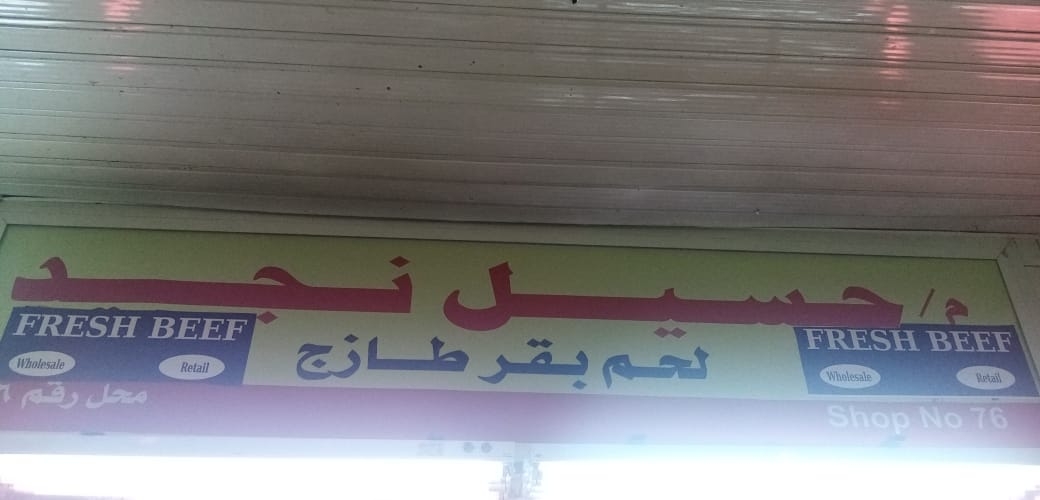 م/حسيل نجد
لحم بقر طازج
FRESH BEEF
Wholesale Retail
FRESH BEEF
Wholesale Retail
محل رقم
Shop No 76